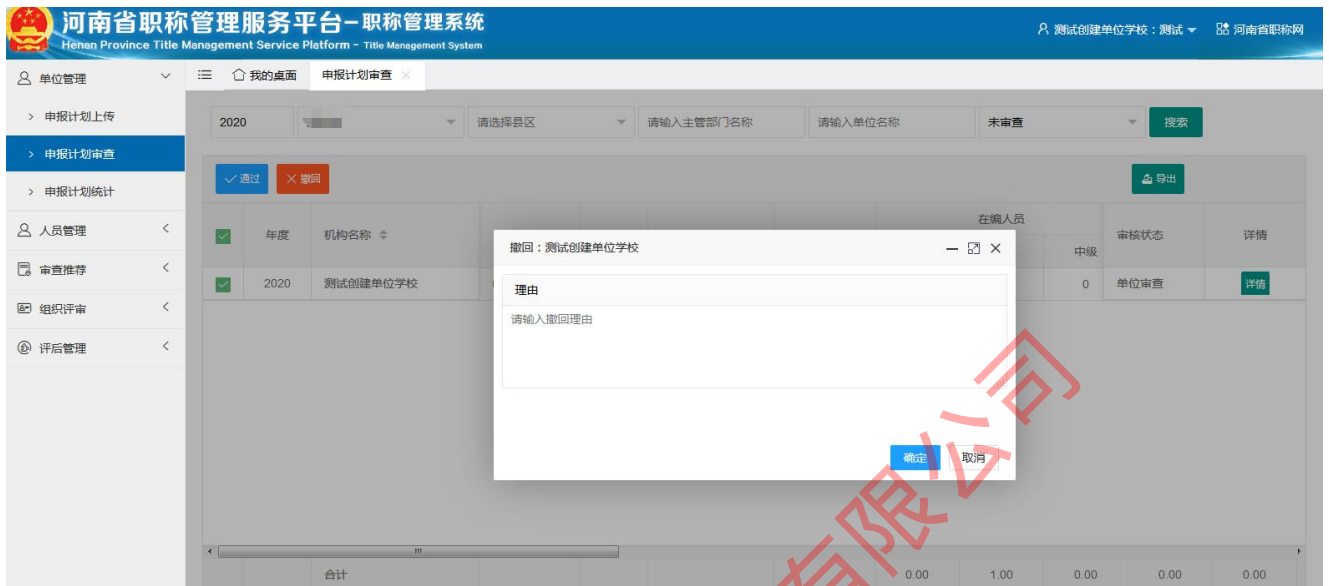 河南省职称管理服务平台-职称管理系统
Henan Province Title Management Service Platform - Title Management System
测试创建单位学校：测试
河南省职称网
单位管理
我的桌面
申报计划审查
申报计划上传
2020
请选择县区
请输入主管部门名称
请输入单位名称
未审查
搜索
申报计划审查
通过
撤回
导出
申报计划统计
人员管理
审查推荐
组织评审
评后管理
年度
机构名称
在编人员
中级
审核状态
详情
2020
测试创建单位学校
0
单位审查
详情
撤回：测试创建单位学校
理由
请输入撤回理由
确定
取消
合计
0.00
1.00
0.00
0.00
0.00
有限公司